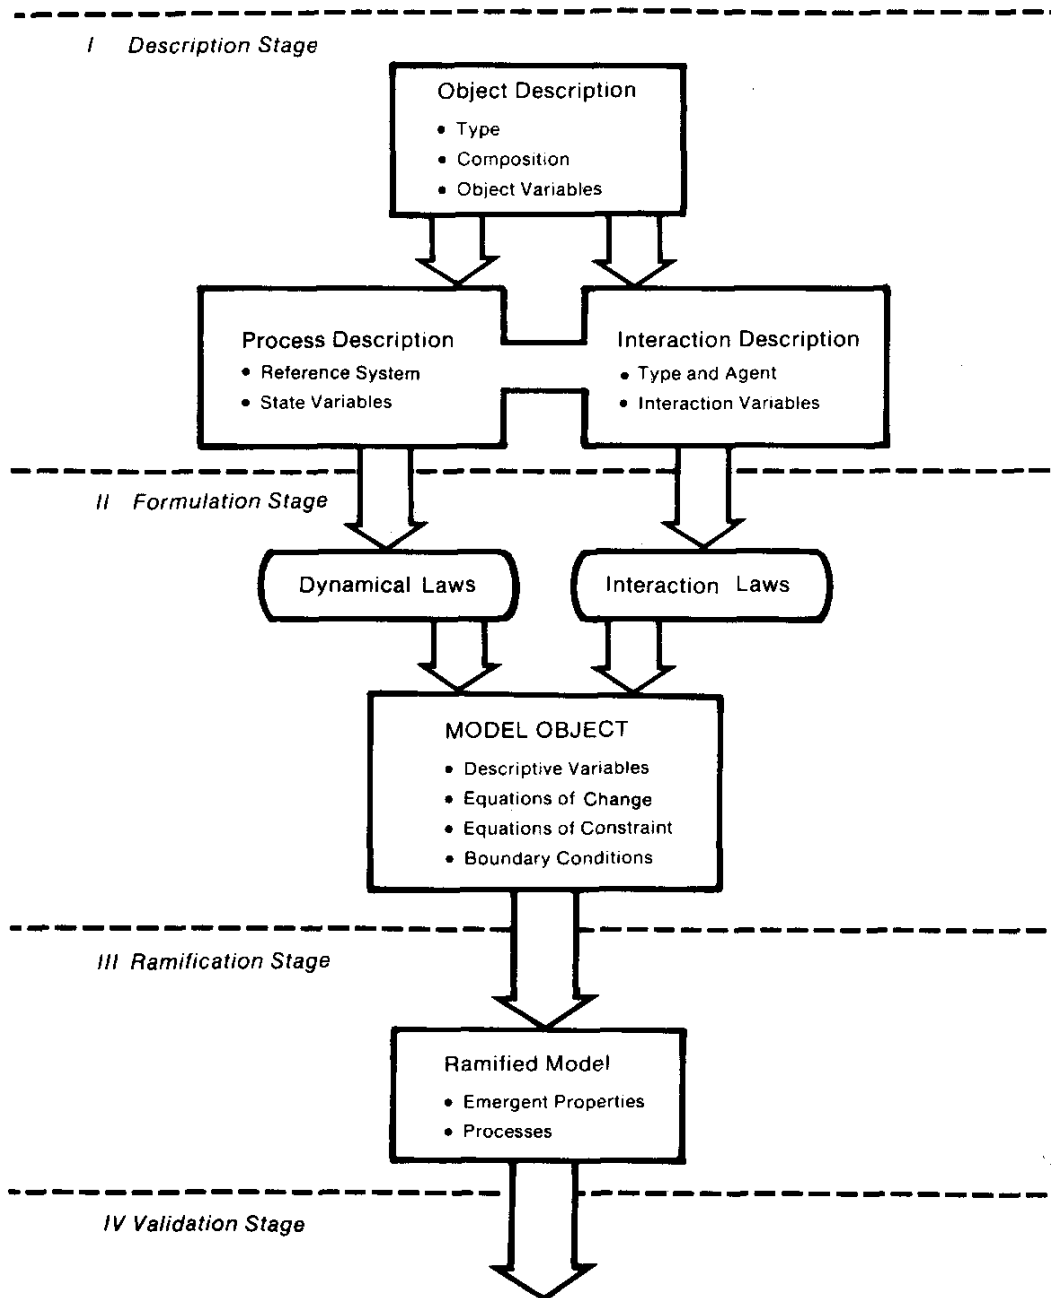 I Description Stage
Object Description
• Type
• Composition
• Object Variables
Process Description
• Reference System
• State Variables
Interaction Description
• Type and Agent
• Interaction Variables
II Formulation Stage
Dynamical Laws
Interaction Laws
MODEL OBJECT
• Descriptive Variables
• Equations of Change
• Equations of Constraint
• Boundary Conditions
III Ramification Stage
Ramified Model
• Emergent Properties
• Processes
IV Validation Stage